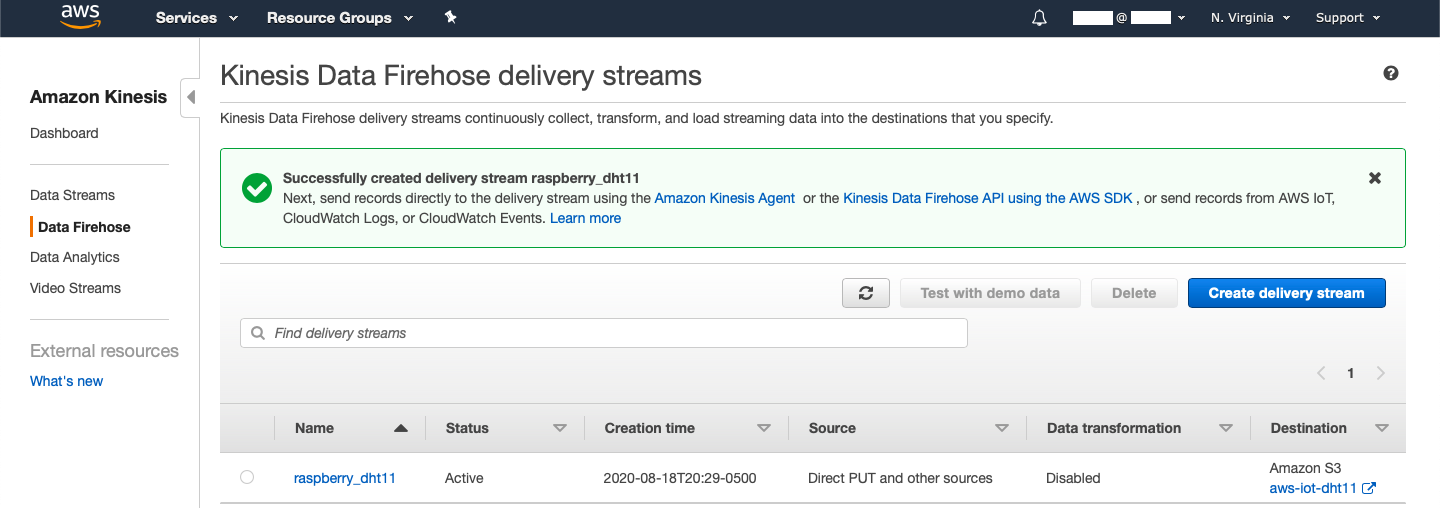 aws Services Resource Groups @ N. Virginia Support
Amazon Kinesis
Dashboard
Data Streams
Data Firehose
Data Analytics
Video Streams
External resources
What's new
Kinesis Data Firehose delivery streams
Kinesis Data Firehose delivery streams continuously collect, transform, and load streaming data into the destinations that you specify.
Successfully created delivery stream raspberry_dht11
Next, send records directly to the delivery stream using the Amazon Kinesis Agent or the Kinesis Data Firehose API using the AWS SDK , or send records from AWS IoT,
CloudWatch Logs, or CloudWatch Events. Learn more
Test with demo data Delete Create delivery stream
Find delivery streams
1
Name Status Creation time Source Data transformation Destination
raspberry_dht11 Active 2020-08-18T20:29-0500 Direct PUT and other sources Disabled Amazon S3
aws-iot-dht11